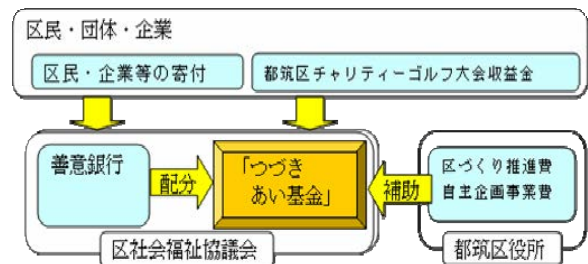 区民・団体・企業
区民・企業等の寄付
都筑区チャリティーゴルフ大会収益金
善意銀行
配分
「つづき
あい基金」
補助
区づくり推進費
自主企画事業費
区社会福祉協議会
都筑区役所